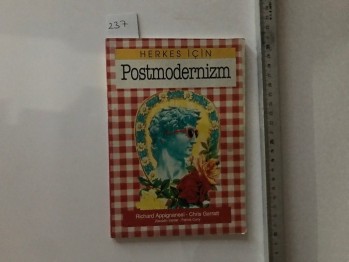 237
HERKES İÇİN
Postmodernizm
Richard Appignanesi - Chris Garratt